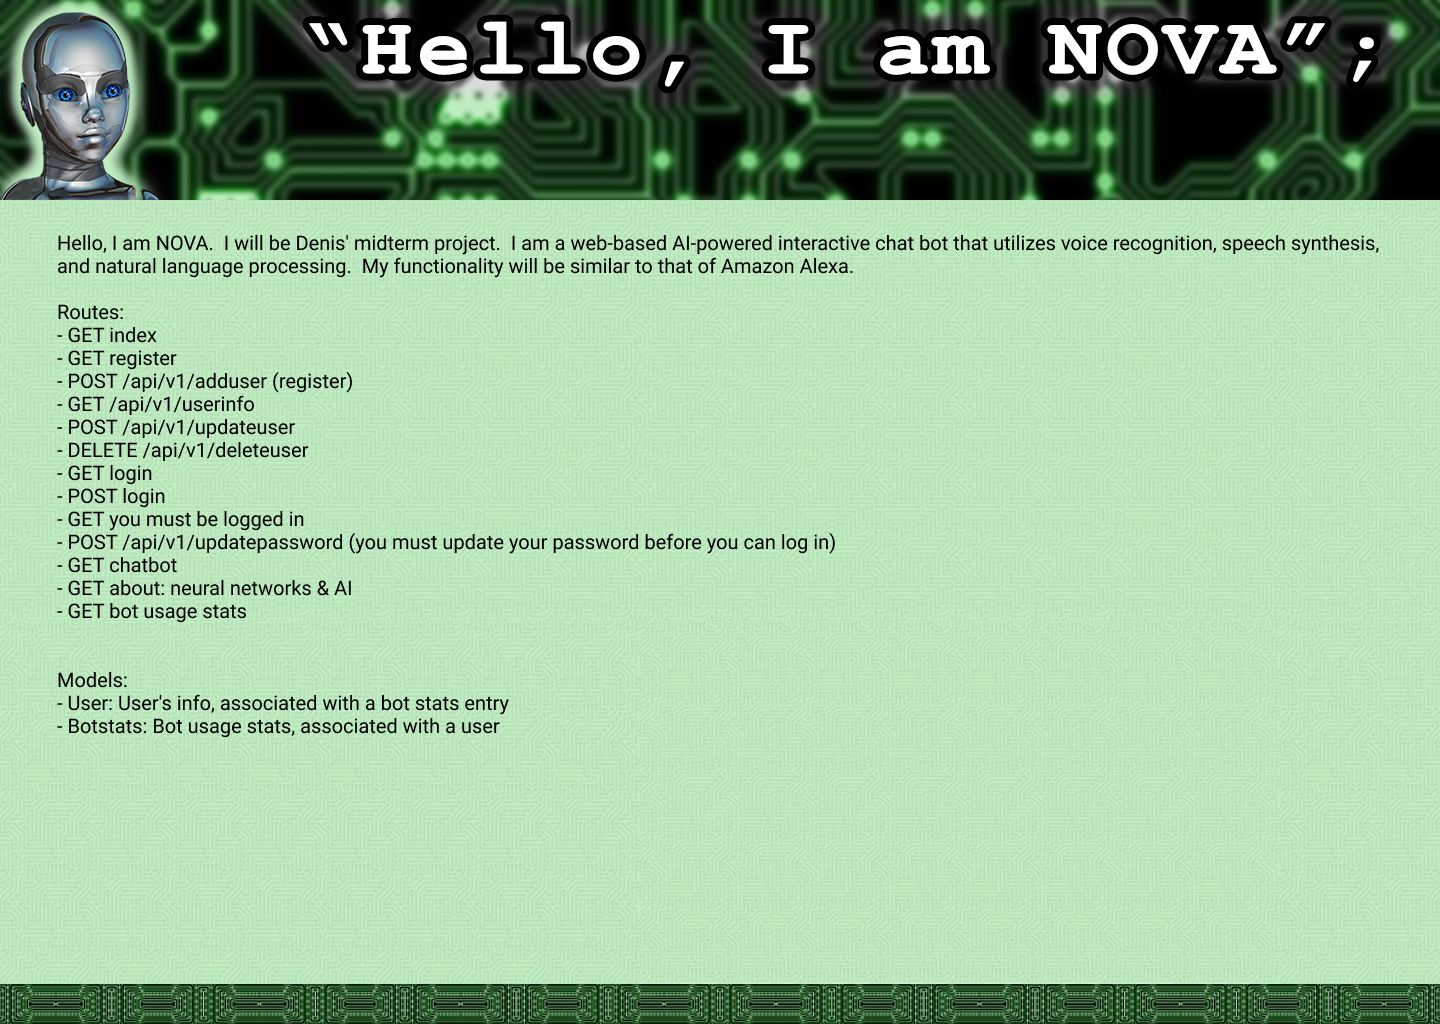 “Hello, I am NOVA”;
Hello, I am NOVA.  I will be Denis' midterm project.  I am a web-based AI-powered interactive chat bot that utilizes voice recognition, speech synthesis,
and natural language processing.  My functionality will be similar to that of Amazon Alexa.
Routes:
- GET index
- GET register
- POST /api/v1/adduser (register)
- GET /api/v1/userinfo
- POST /api/v1/updateuser
- DELETE /api/v1/deleteuser
- GET login
- POST login
- GET you must be logged in
- POST /api/v1/updatepassword (you must update your password before you can log in)
- GET chatbot
- GET about: neural networks & AI
- GET bot usage stats
Models:
- User: User's info, associated with a bot stats entry
- Botstats: Bot usage stats, associated with a user